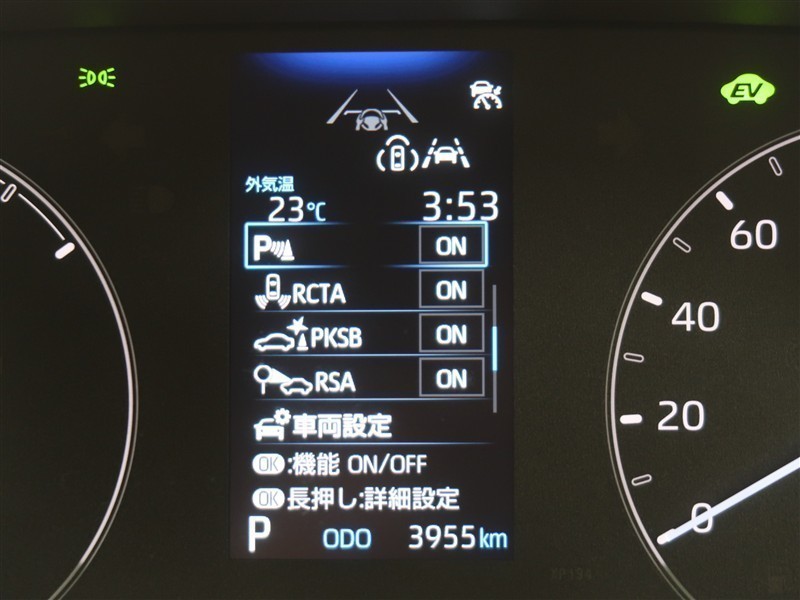 EV
外気温
23℃ 3:53
P ON
RCTA ON
PKSB ON
RSA ON
車両設定
OK:機能 ON/OFF
OK長押し:詳細設定
P ODO 3955km
60
40
20
0